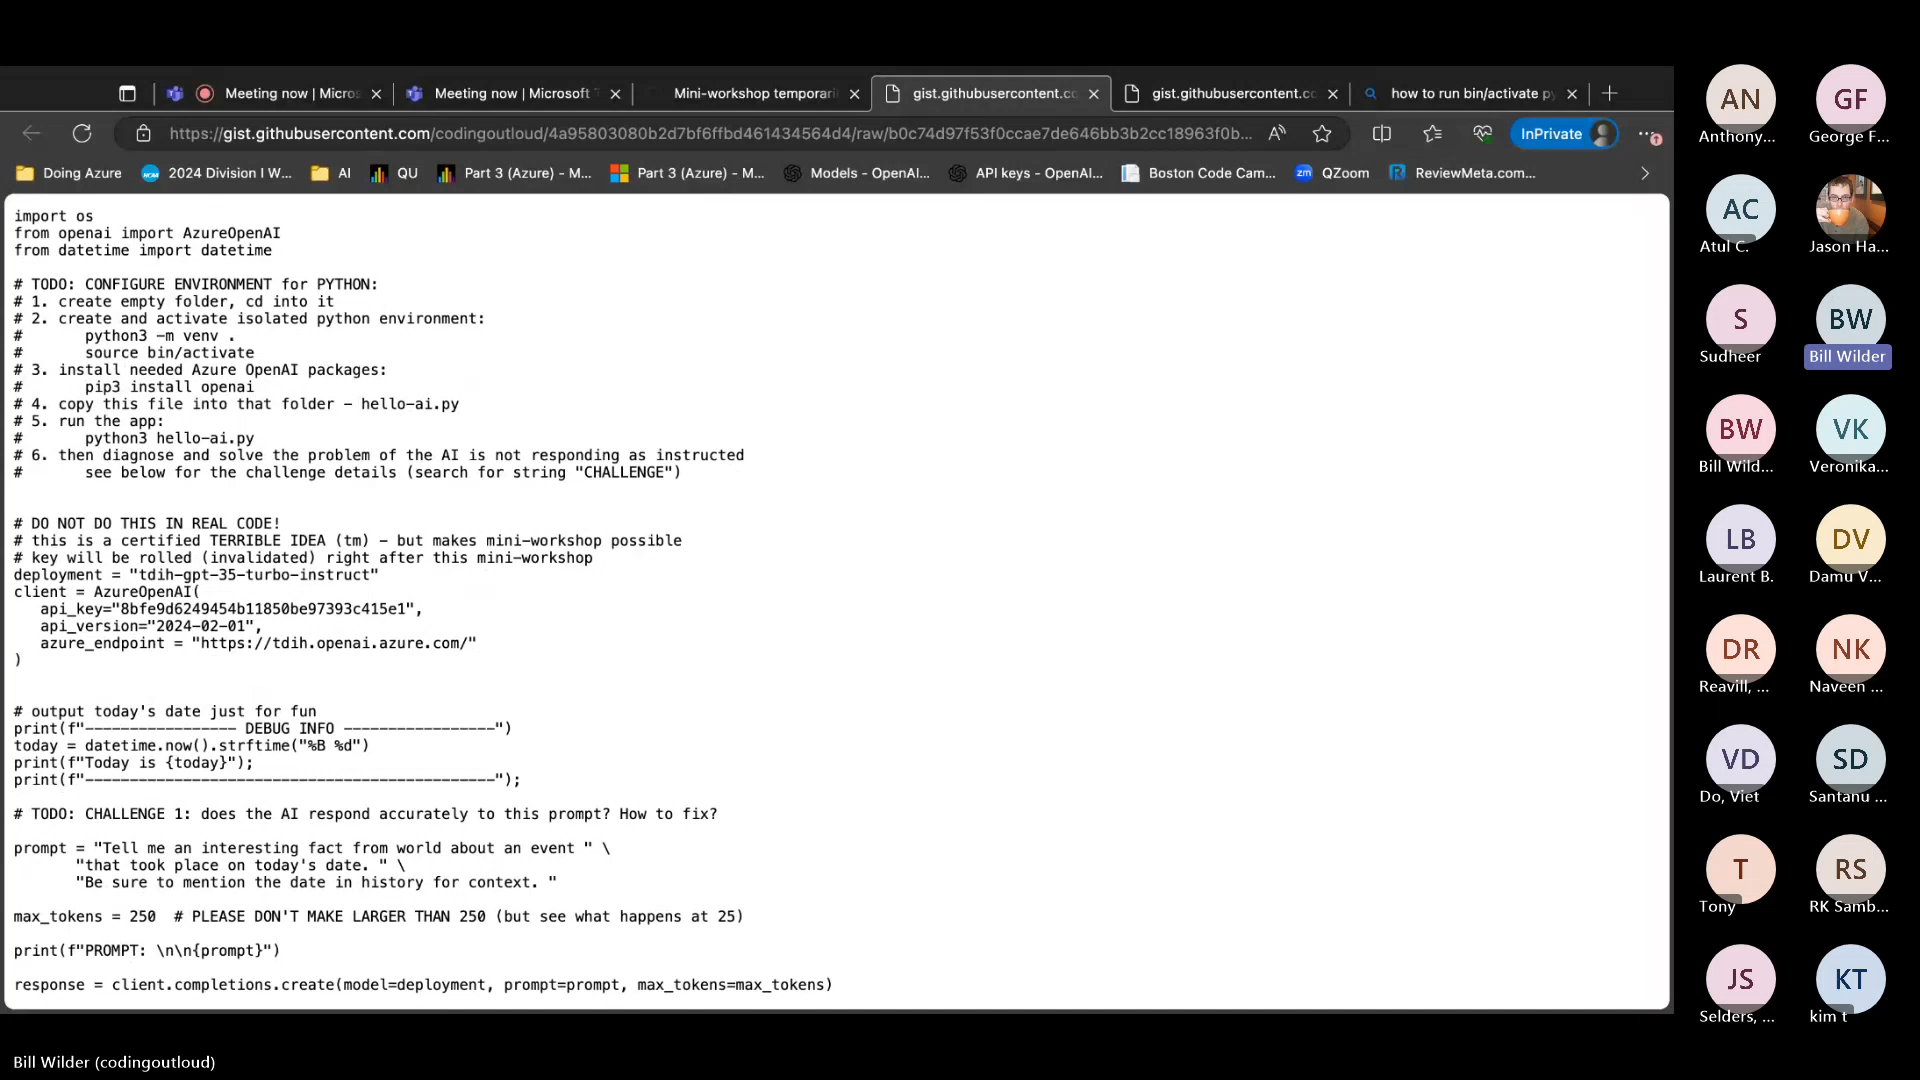 Meeting now | Micros
Meeting now | Microsoft T
Mini-workshop temporari
gist.githubusercontent.co
gist.githubusercontent.co
how to run bin/activate py
https://gist.githubusercontent.com/codingoutloud/4a95803080b2d7bf6ffbd461434564d4/raw/b0c74d97f53f0ccae7de646bb3b2cc18963f0b...
InPrivate
Doing Azure
2024 Division I W...
AI
QU
Part 3 (Azure) - M...
Part 3 (Azure) - M...
Models - OpenAI...
API keys - OpenAI...
Boston Code Cam...
zm
QZoom
ReviewMeta.com...
import os
from openai import AzureOpenAI
from datetime import datetime
# TODO: CONFIGURE ENVIRONMENT for PYTHON:
# 1. create empty folder, cd into it
# 2. create and activate isolated python environment:
#       python3 -m venv .
#       source bin/activate
# 3. install needed Azure OpenAI packages:
#       pip3 install openai
# 4. copy this file into that folder - hello-ai.py
# 5. run the app:
#       python3 hello-ai.py
# 6. then diagnose and solve the problem of the AI is not responding as instructed
#       see below for the challenge details (search for string "CHALLENGE")
# DO NOT DO THIS IN REAL CODE!
# this is a certified TERRIBLE IDEA (tm) - but makes mini-workshop possible
# key will be rolled (invalidated) right after this mini-workshop
deployment = "tdih-gpt-35-turbo-instruct"
client = AzureOpenAI(
   api_key="8bfe9d6249454b11850be97393c415e1",
   api_version="2024-02-01",
   azure_endpoint = "https://tdih.openai.azure.com/"
)
# output today's date just for fun
print(f"----------------- DEBUG INFO -----------------")
today = datetime.now().strftime("%B %d")
print(f"Today is {today}");
print(f"----------------------------------------------");
# TODO: CHALLENGE 1: does the AI respond accurately to this prompt? How to fix?
prompt = "Tell me an interesting fact from world about an event " \
       "that took place on today's date. " \
       "Be sure to mention the date in history for context. "
max_tokens = 250  # PLEASE DON'T MAKE LARGER THAN 250 (but see what happens at 25)
print(f"PROMPT: \n\n{prompt}")
response = client.completions.create(model=deployment, prompt=prompt, max_tokens=max_tokens)
AN
Anthony...
GF
George F...
AC
Atul C.
Jason Ha...
S
Sudheer
BW
Bill Wilder
BW
Bill Wild...
VK
Veronika...
LB
Laurent B.
DV
Damu V...
DR
Reavill, ...
NK
Naveen ...
VD
Do, Viet
SD
Santanu ...
T
Tony
RS
RK Samb...
JS
Selders, ...
KT
kim t
Bill Wilder (codingoutloud)